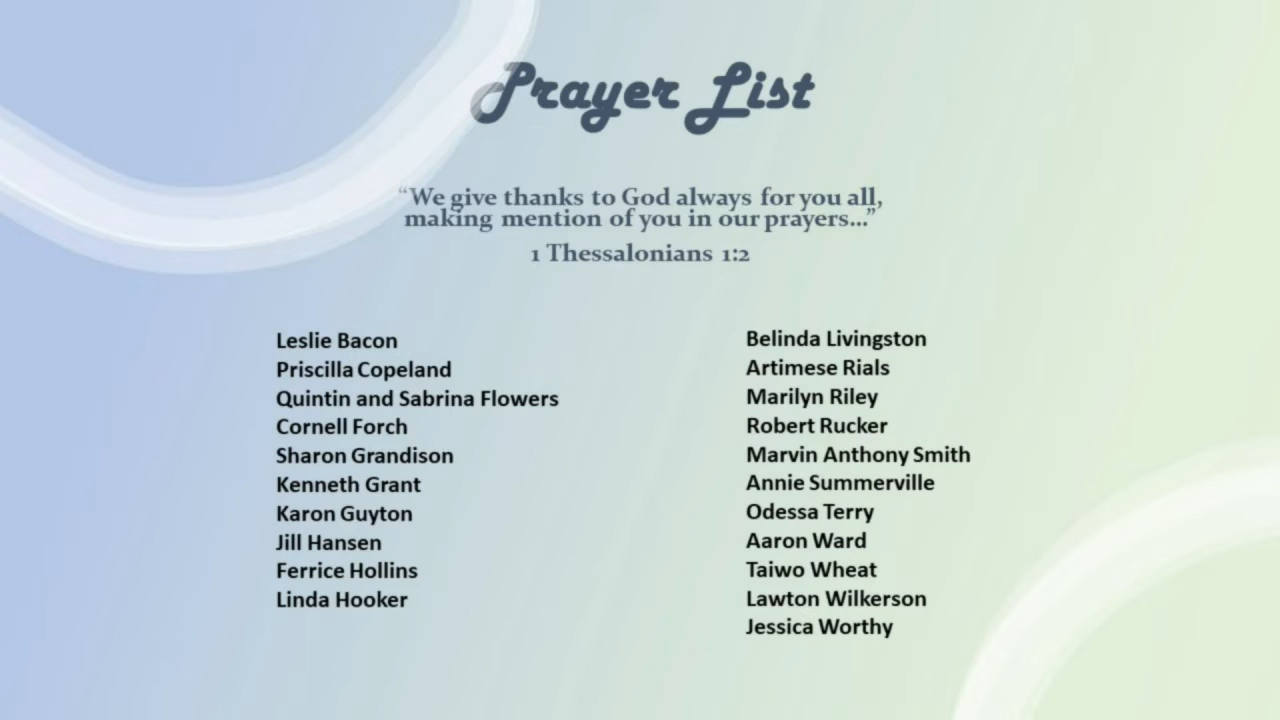 Prayer List
“We give thanks to God always for you all,
making mention of you in our prayers...”
1 Thessalonians 1:2
Leslie Bacon
Priscilla Copeland
Quintin and Sabrina Flowers
Cornell Forch
Sharon Grandison
Kenneth Grant
Karon Guyton
Jill Hansen
Ferrice Hollins
Linda Hooker
Belinda Livingston
Artimese Rials
Marilyn Riley
Robert Rucker
Marvin Anthony Smith
Annie Summerville
Odessa Terry
Aaron Ward
Taiwo Wheat
Lawton Wilkerson
Jessica Worthy